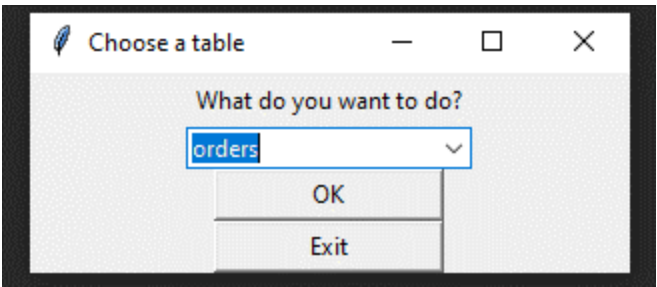 Choose a table
What do you want to do?
orders
OK
Exit